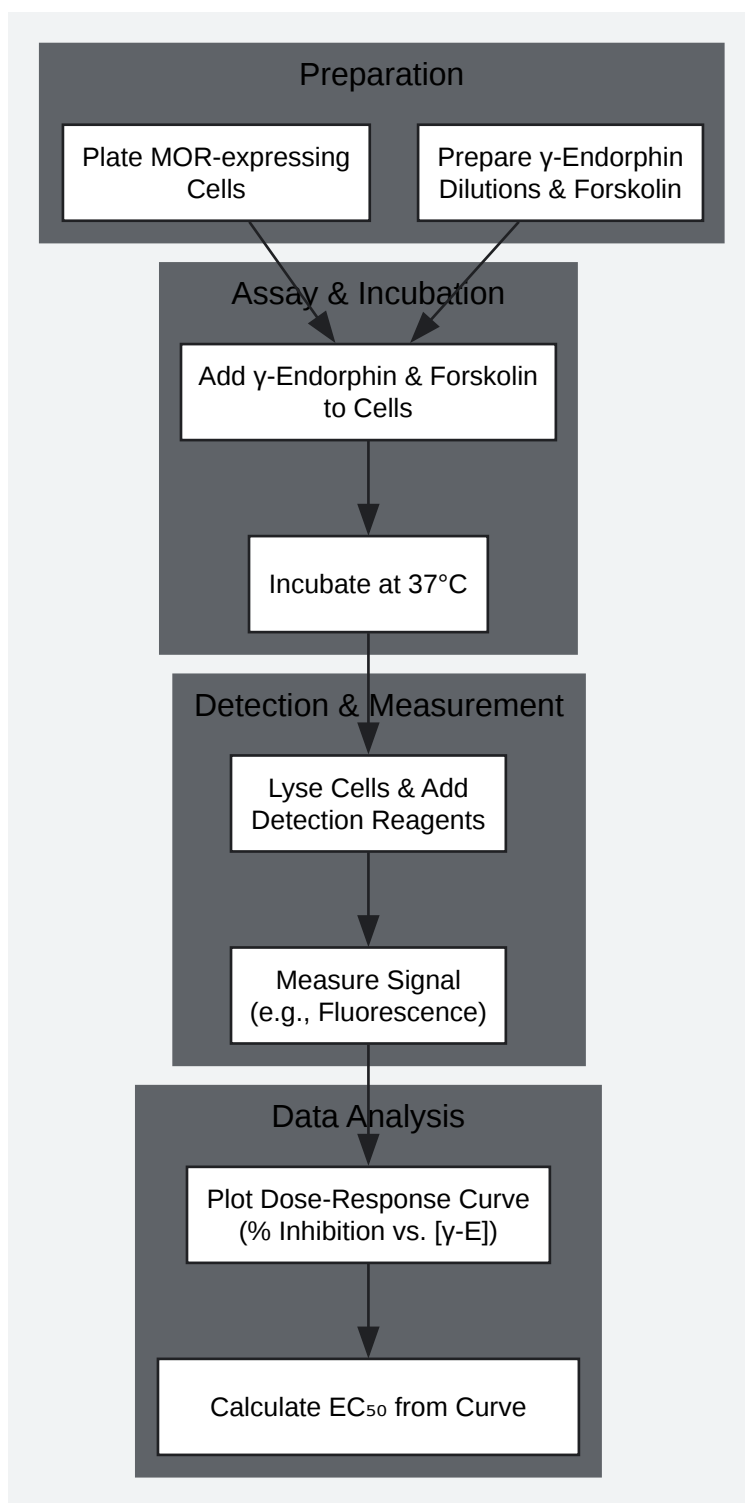 Preparation
Plate MOR-expressing
Cells
Prepare γ-Endorphin
Dilutions & Forskolin
Assay & Incubation
Add γ-Endorphin & Forskolin
to Cells
Incubate at 37°C
Detection & Measurement
Lyse Cells & Add
Detection Reagents
Measure Signal
(e.g., Fluorescence)
Data Analysis
Plot Dose-Response Curve
(% Inhibition vs. [γ-E])
Calculate EC₅₀ from Curve